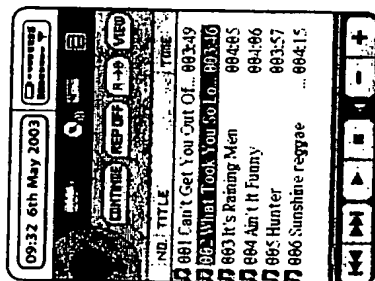 09:32 6th May 2003
CONTINUE REP OFF A→B VIEW
NO. TITLE TIME
001 Can't Get You Out Of... 003:49
002 What Took You So Lo... 003:46
003 It's Raining Men 004:05
004 Ain't It Funny 004:06
005 Hunter 003:57
006 Sunshine reggae ... 004:15